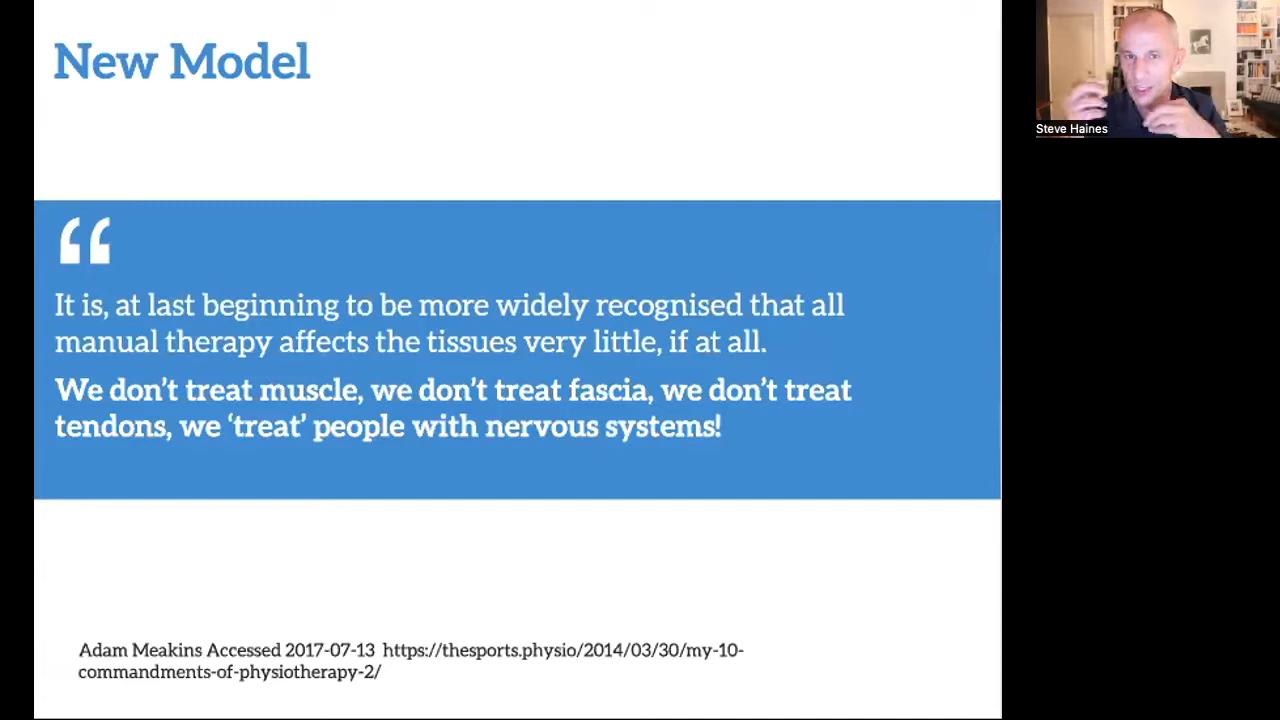 New Model
“
It is, at last beginning to be more widely recognised that all
manual therapy affects the tissues very little, if at all.
We don’t treat muscle, we don’t treat fascia, we don’t treat
tendons, we ‘treat’ people with nervous systems!
Adam Meakins Accessed 2017-07-13 https://thesports.physio/2014/03/30/my-10-
commandments-of-physiotherapy-2/
Steve Haines